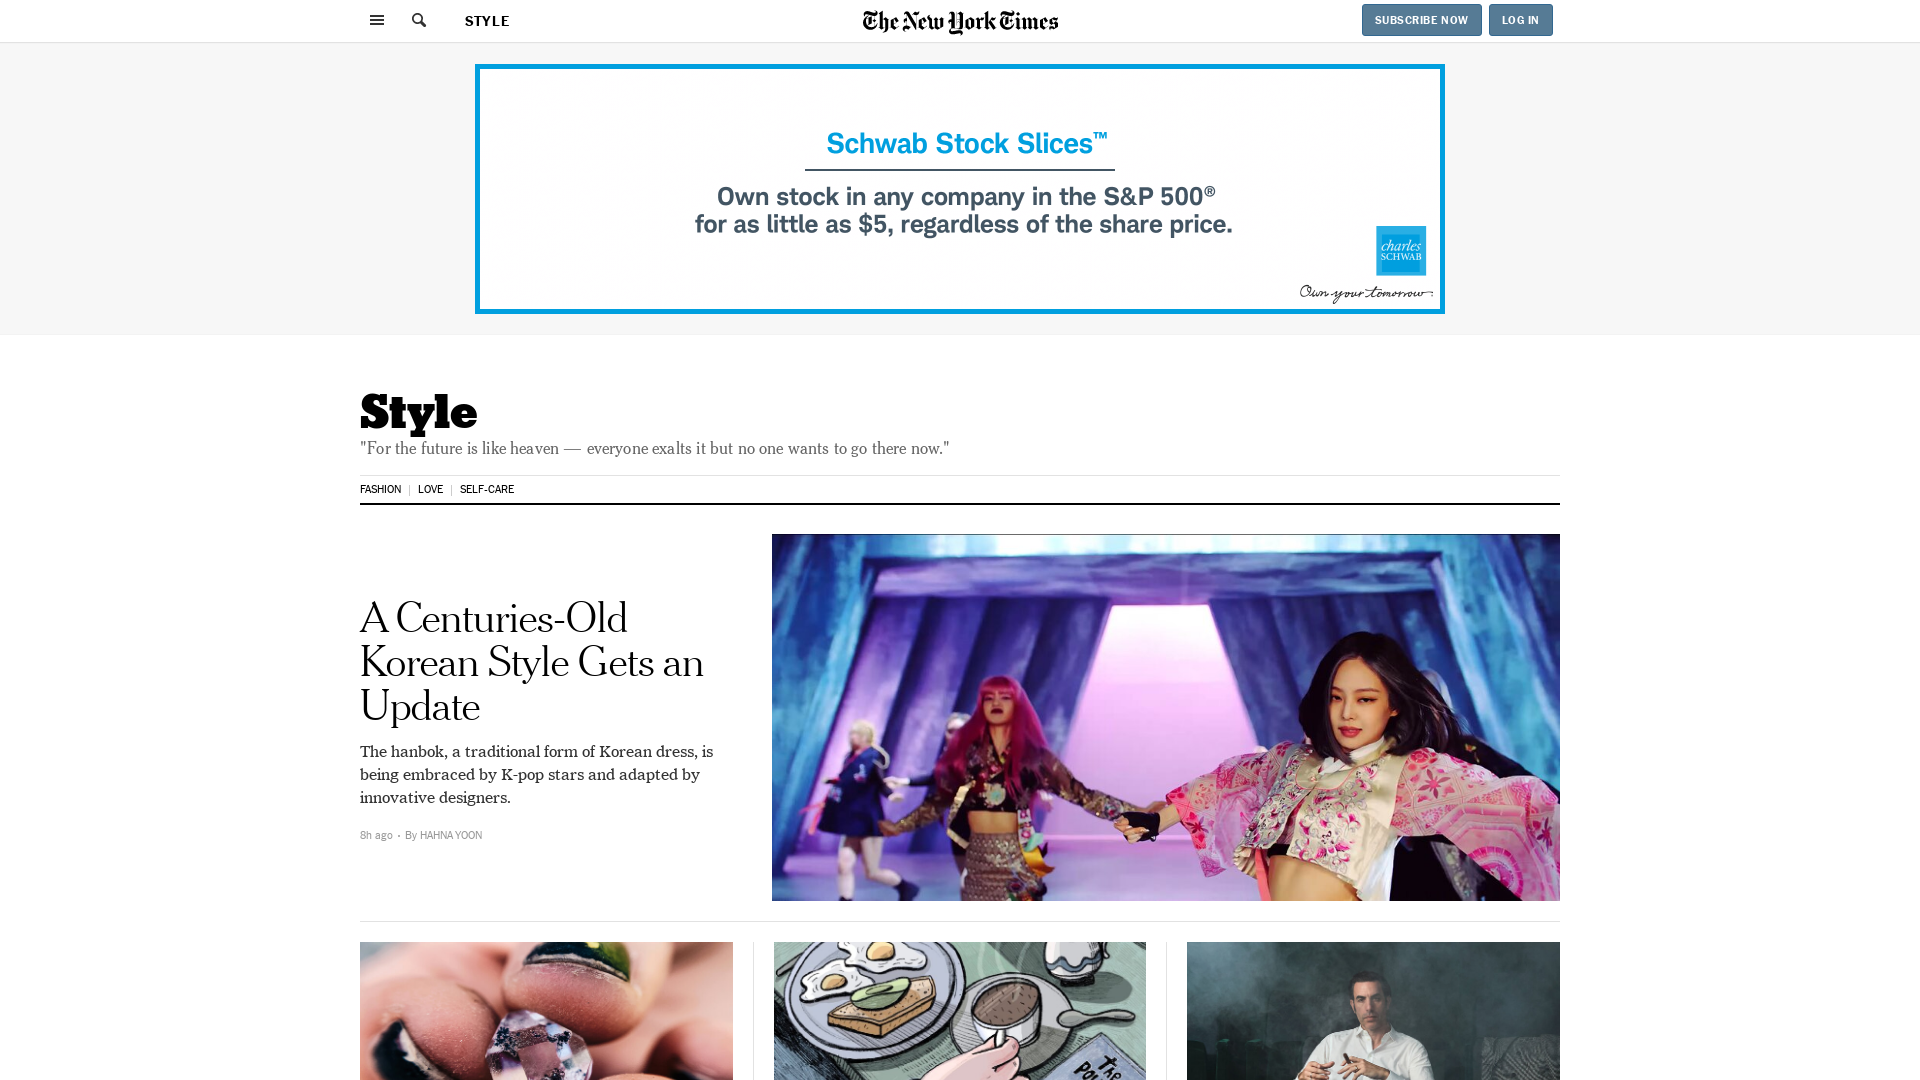 STYLE
The New York Times
SUBSCRIBE NOW
LOG IN
Schwab Stock Slices™
Own stock in any company in the S&P 500®
for as little as $5, regardless of the share price.
charles
SCHWAB
Own your tomorrow
Style
"For the future is like heaven — everyone exalts it but no one wants to go there now."
FASHION | LOVE | SELF-CARE
A Centuries-Old
Korean Style Gets an
Update
The hanbok, a traditional form of Korean dress, is
being embraced by K-pop stars and adapted by
innovative designers.
8h ago · By HAHNA YOON